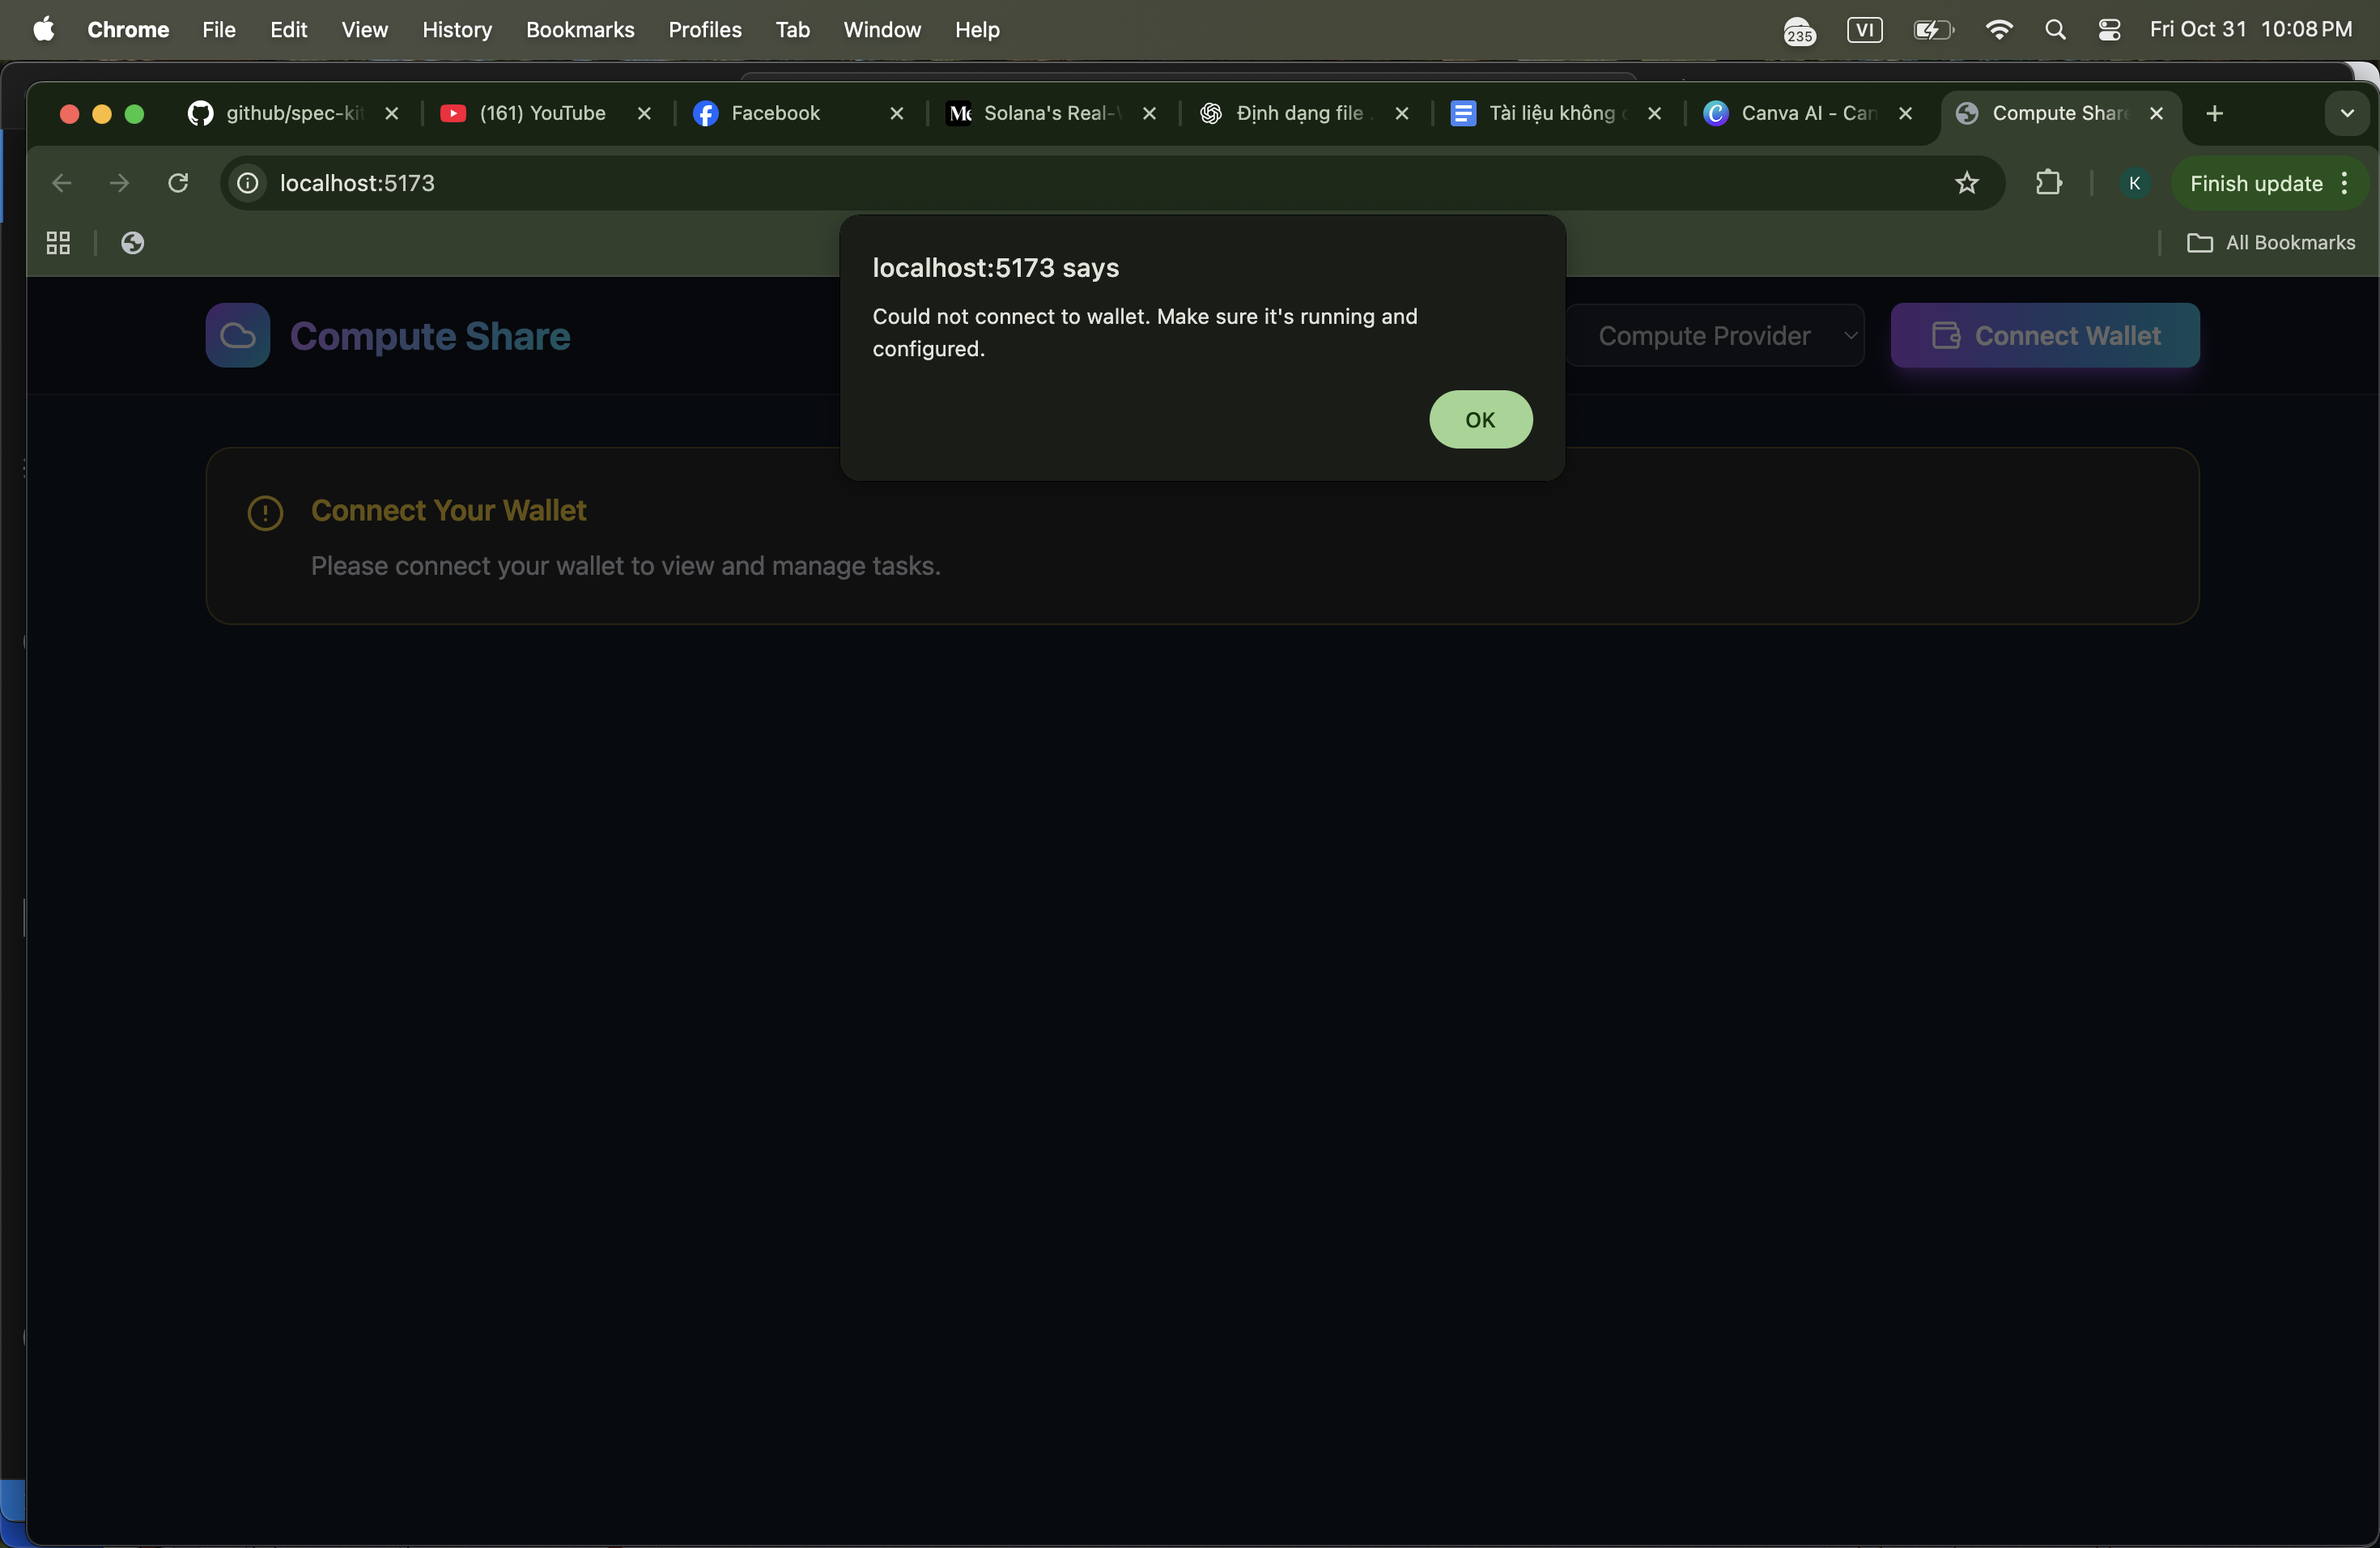 Chrome File Edit View History Bookmarks Profiles Tab Window Help 235 VI Fri Oct 31 10:08 PM
github/spec-kit (161) YouTube Facebook Solana's Real- Định dạng file Tài liệu không Canva AI - Can Compute Share
localhost:5173 K Finish update
All Bookmarks
localhost:5173 says
Could not connect to wallet. Make sure it's running and
configured.
OK
Compute Share Compute Provider Connect Wallet
Connect Your Wallet
Please connect your wallet to view and manage tasks.